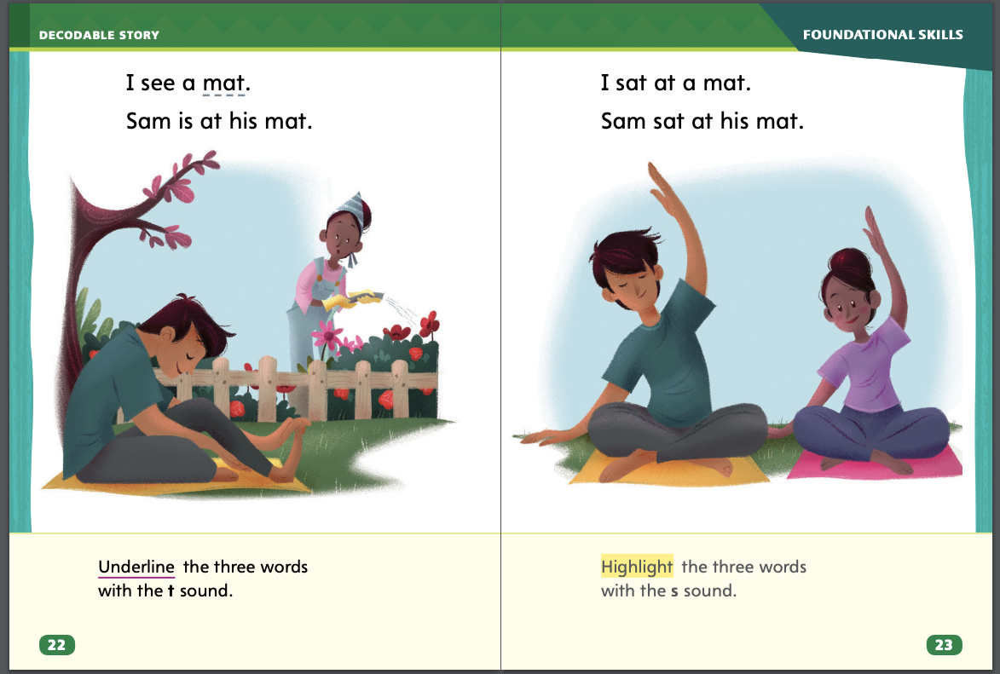 DECODABLE STORY
I see a mat.
Sam is at his mat.
Underline the three words
with the t sound.
22
FOUNDATIONAL SKILLS
I sat at a mat.
Sam sat at his mat.
Highlight the three words
with the s sound.
23